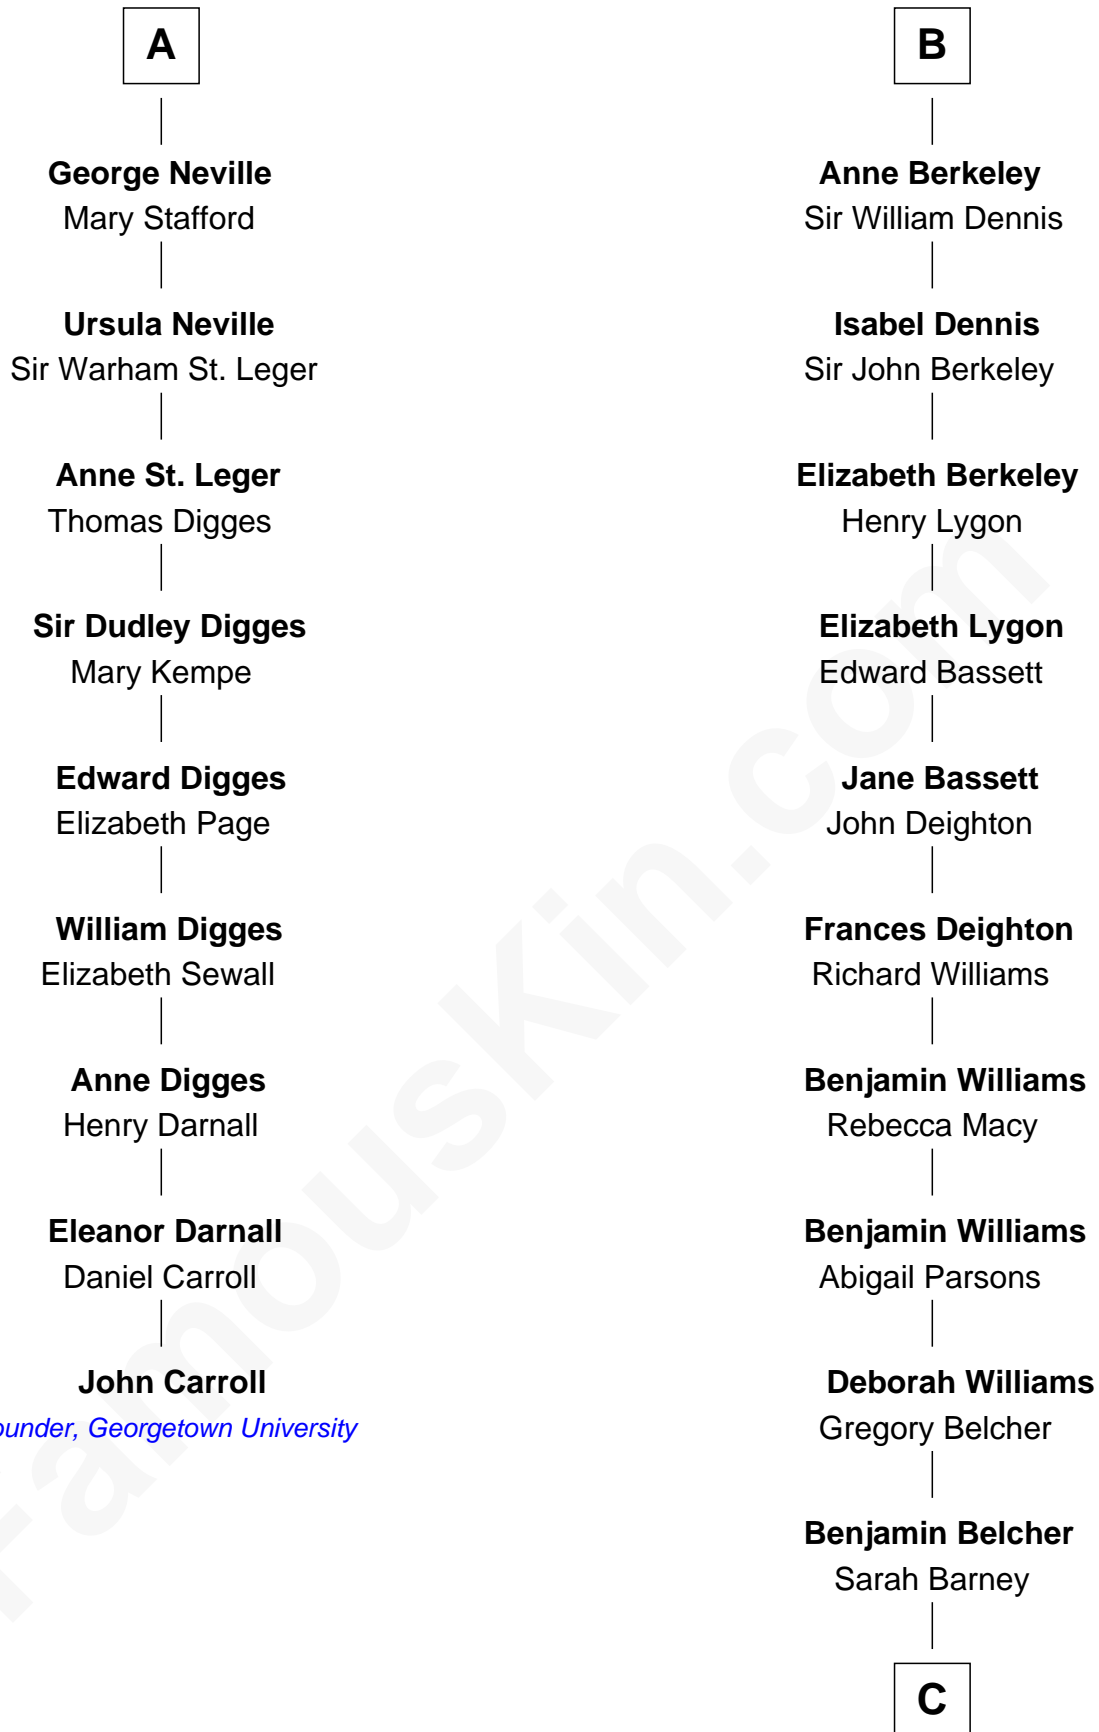 A
George Neville
Mary Stafford
Ursula Neville
Sir Warham St. Leger
Anne St. Leger
Thomas Digges
Sir Dudley Digges
Mary Kempe
Edward Digges
Elizabeth Page
William Digges
Elizabeth Sewall
Anne Digges
Henry Darnall
Eleanor Darnall
Daniel Carroll
John Carroll
ounder, Georgetown University
B
Anne Berkeley
Sir William Dennis
Isabel Dennis
Sir John Berkeley
Elizabeth Berkeley
Henry Lygon
Elizabeth Lygon
Edward Bassett
Jane Bassett
John Deighton
Frances Deighton
Richard Williams
Benjamin Williams
Rebecca Macy
Benjamin Williams
Abigail Parsons
Deborah Williams
Gregory Belcher
Benjamin Belcher
Sarah Barney
C
FamousKin.com